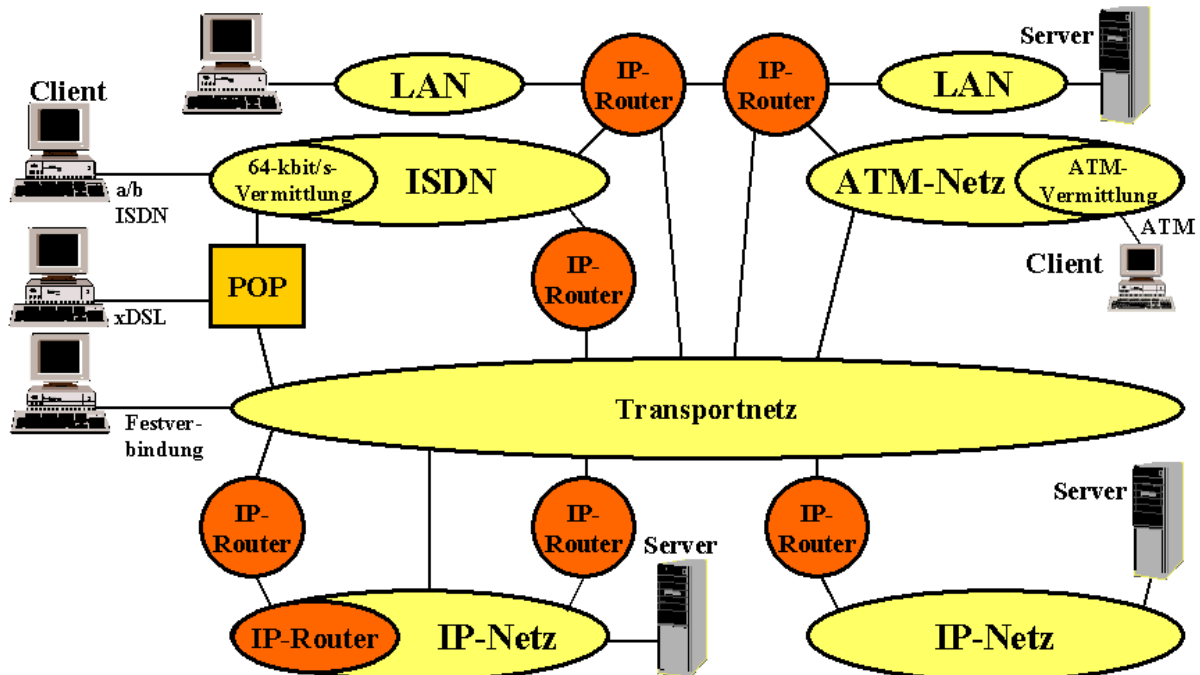 Server
IP-
Router
IP-
Router
LAN
LAN
Client
64-kbit/s-
Vermittlung
ISDN
ATM-Netz
ATM-
Vermittlung
a/b
ISDN
ATM
Client
IP-
Router
POP
xDSL
Transportnetz
Festver-
bindung
IP-
Router
IP-
Router
IP-
Router
Server
Server
IP-Router
IP-Netz
IP-Netz